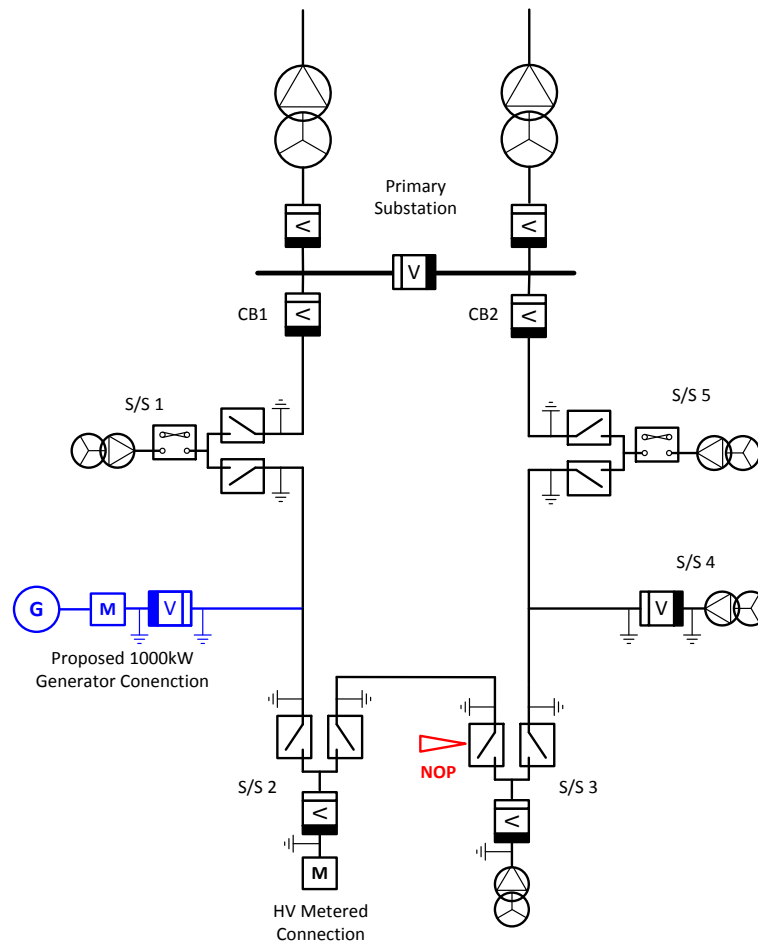 Primary
Substation
V
V
V
CB1
V
CB2
V
S/S 1
S/S 5
S/S 4
G
M
V
V
Proposed 1000kW
Generator Conenction
NOP
S/S 2
S/S 3
V
V
M
HV Metered
Connection